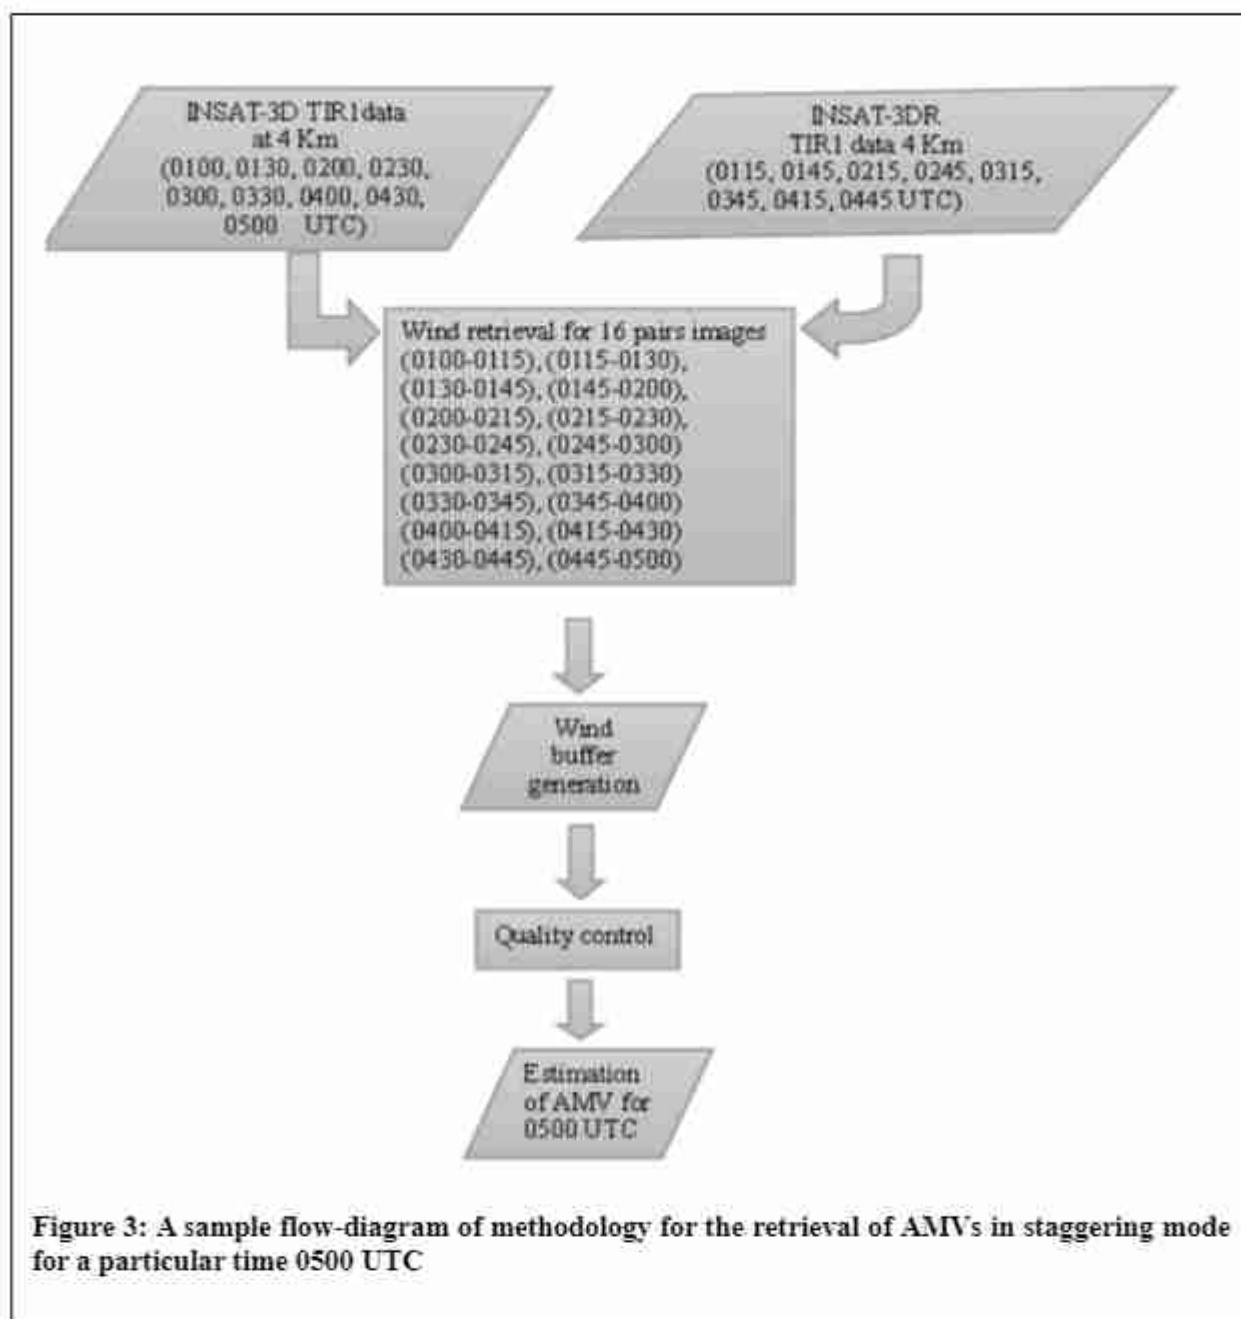 INSAT-3D TIR1data
at 4 Km
(0100, 0130, 0200, 0230,
0300, 0330, 0400, 0430,
0500 UTC)
INSAT-3DR
TIR1 data 4 Km
(0115, 0145, 0215, 0245, 0315,
0345, 0415, 0445 UTC)
Wind retrieval for 16 pairs images
(0100-0115), (0115-0130),
(0130-0145), (0145-0200),
(0200-0215), (0215-0230),
(0230-0245), (0245-0300)
(0300-0315), (0315-0330)
(0330-0345), (0345-0400)
(0400-0415), (0415-0430)
(0430-0445), (0445-0500)
Wind
buffer
generation
Quality control
Estimation
of AMV for
0500 UTC
Figure 3: A sample flow-diagram of methodology for the retrieval of AMVs in staggering mode
for a particular time 0500 UTC